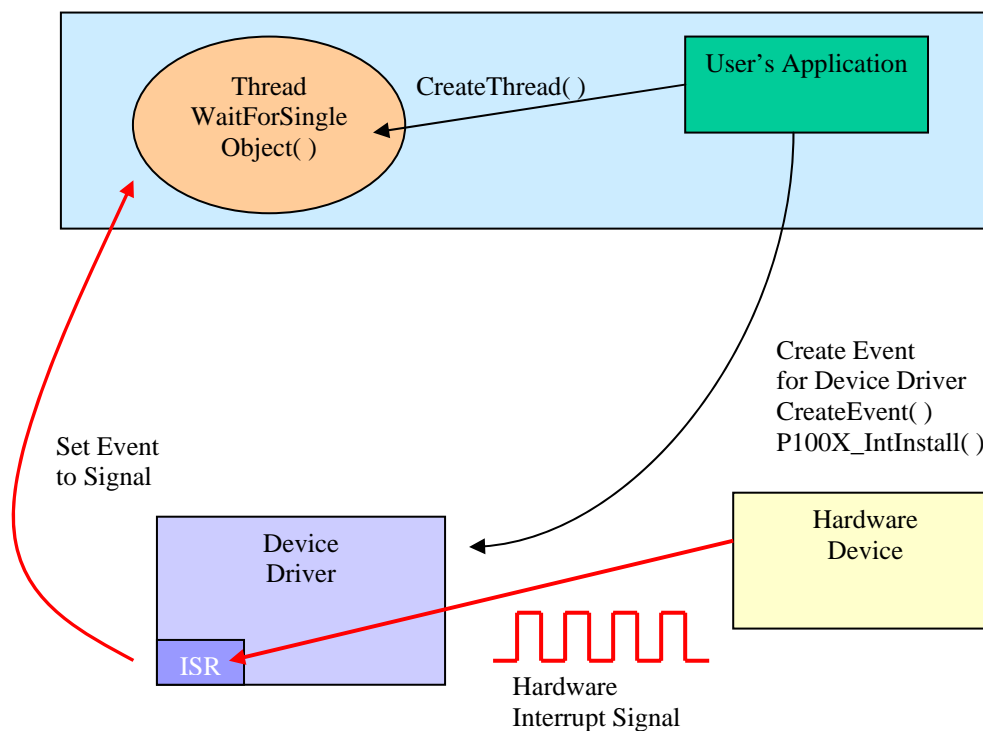 Thread
WaitForSingle
Object( )
CreateThread( )
User’s Application
Create Event
for Device Driver
CreateEvent( )
P100X_IntInstall( )
Set Event
to Signal
Device
Driver
ISR
Hardware
Device
Hardware
Interrupt Signal